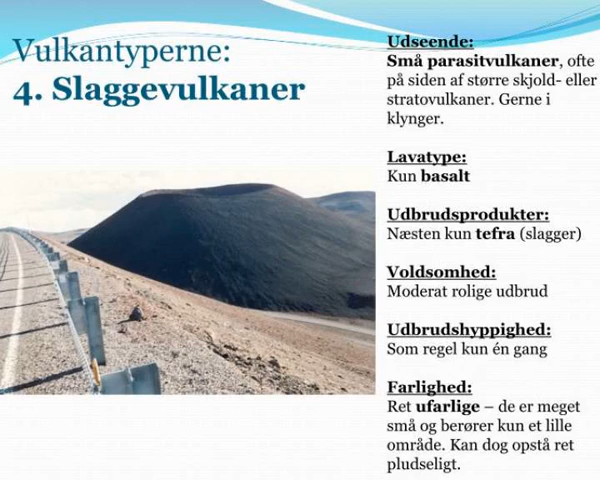 Vulkantyperne:
4. Slaggevulkaner
Udseende:
Små parasitvulkaner, ofte
på siden af større skjold- eller
stratovulkaner. Gerne i
klynger.
Lavatype:
Kun basalt
Udbrudsprodukter:
Næsten kun tefra (slagger)
Voldsomhed:
Moderat rolige udbrud
Udbrudshyppighed:
Som regel kun én gang
Farlighed:
Ret ufarlige – de er meget
små og berører kun et lille
område. Kan dog opstå ret
pludseligt.